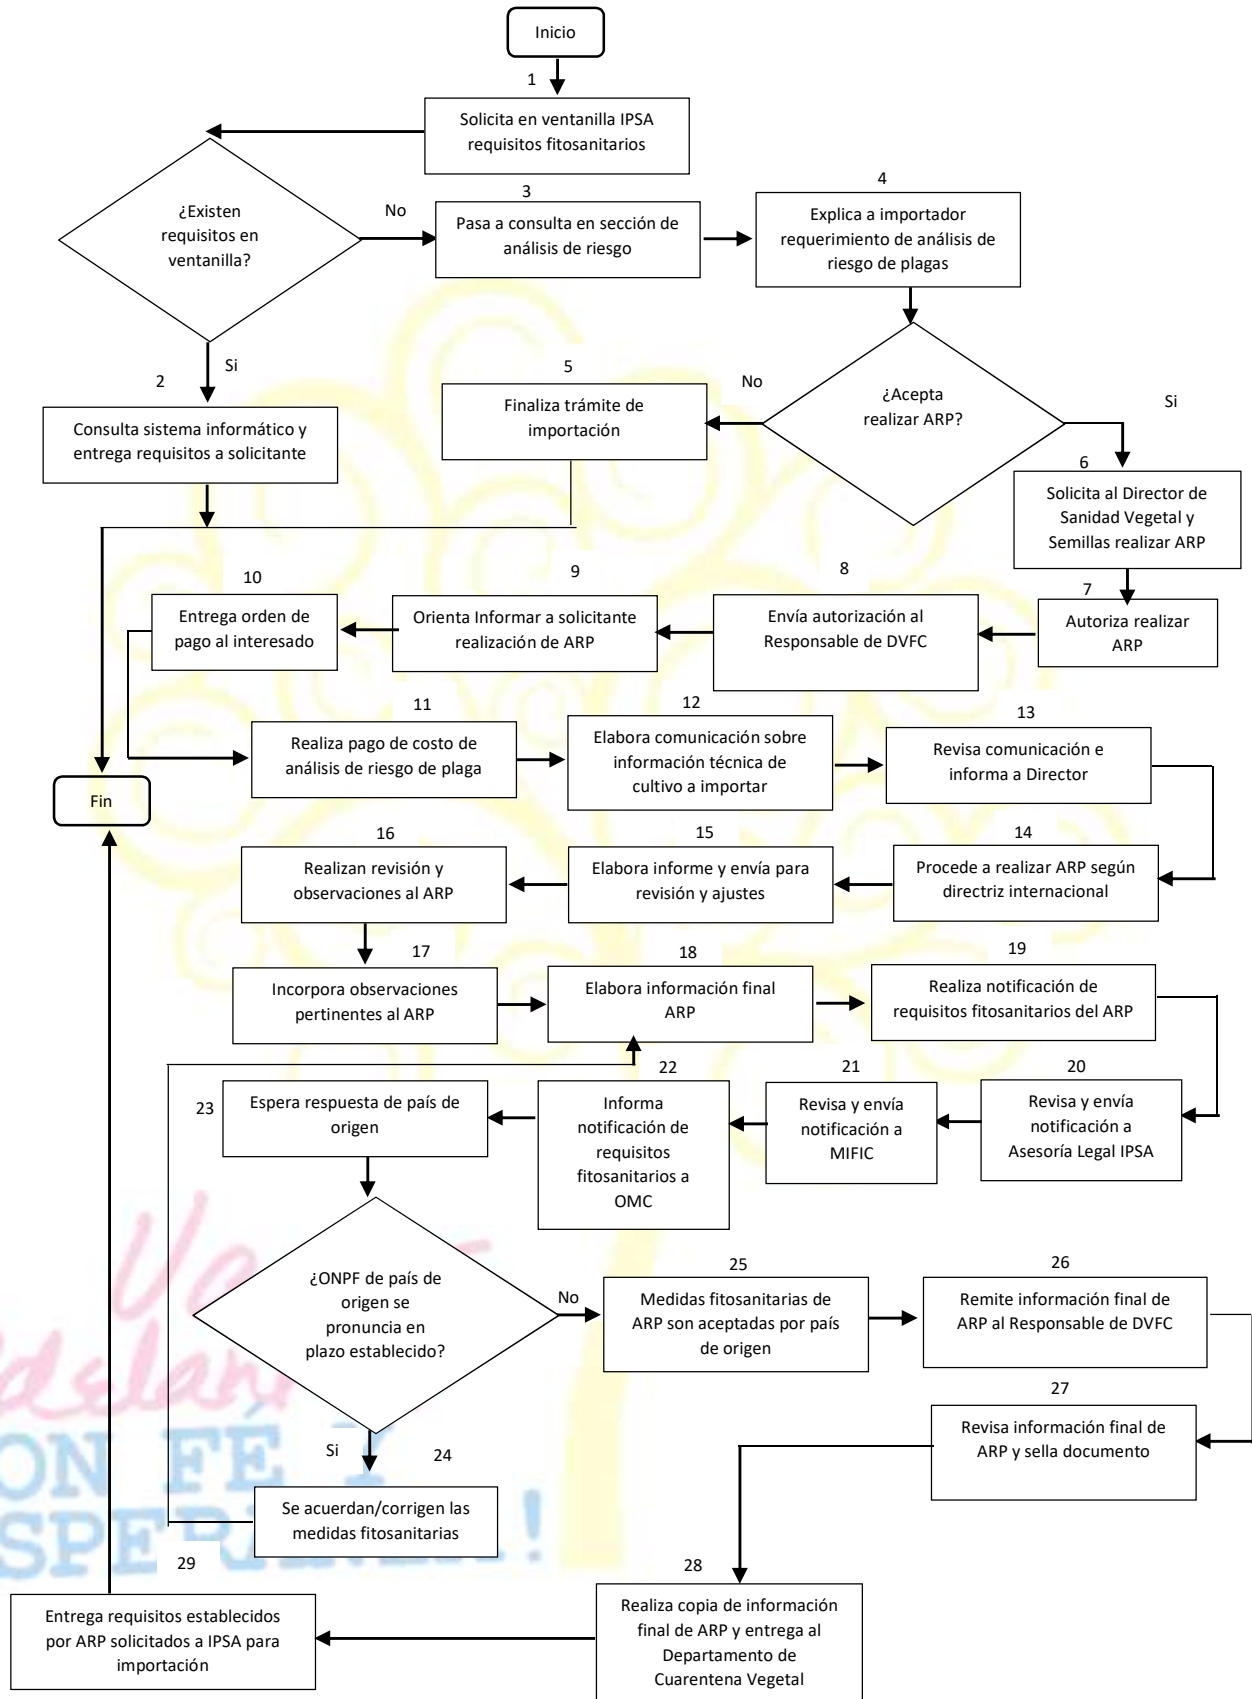 Inicio
1
Solicita en ventanilla IPSA
requisitos fitosanitarios
¿Existen
requisitos en
ventanilla?
No
3
Pasa a consulta en sección de
análisis de riesgo
4
Explica a importador
requerimiento de análisis de
riesgo de plagas
Si
2
Consulta sistema informático y
entrega requisitos a solicitante
5
Finaliza trámite de
importación
No
¿Acepta
realizar ARP?
Si
6
Solicita al Director de
Sanidad Vegetal y
Semillas realizar ARP
7
Autoriza realizar
ARP
8
Envía autorización al
Responsable de DVFC
9
Orienta Informar a solicitante
realización de ARP
10
Entrega orden de
pago al interesado
11
Realiza pago de costo de
análisis de riesgo de plaga
12
Elabora comunicación sobre
información técnica de
cultivo a importar
13
Revisa comunicación e
informa a Director
Fin
14
Procede a realizar ARP según
directriz internacional
15
Elabora informe y envía para
revisión y ajustes
16
Realizan revisión y
observaciones al ARP
17
Incorpora observaciones
pertinentes al ARP
18
Elabora información final
ARP
19
Realiza notificación de
requisitos fitosanitarios del ARP
20
Revisa y envía
notificación a
Asesoría Legal IPSA
21
Revisa y envía
notificación a
MIFIC
22
Informa
notificación de
requisitos
fitosanitarios a
OMC
23
Espera respuesta de país de
origen
¿ONPF de país de
origen se
pronuncia en
plazo establecido?
No
25
Medidas fitosanitarias de
ARP son aceptadas por país
de origen
26
Remite información final de
ARP al Responsable de DVFC
27
Revisa información final de
ARP y sella documento
Si
24
Se acuerdan/corrigen las
medidas fitosanitarias
28
Realiza copia de información
final de ARP y entrega al
Departamento de
Cuarentena Vegetal
29
Entrega requisitos establecidos
por ARP solicitados a IPSA para
importación